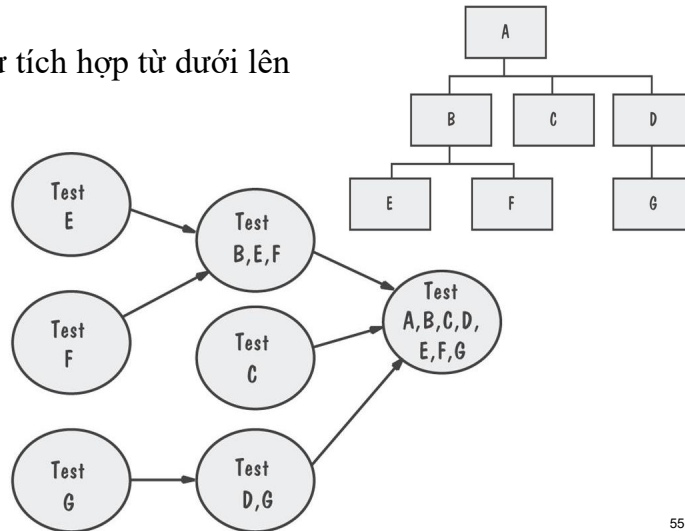 tích hợp từ dưới lên
A
B
C
D
E
F
G
Test
E
Test
F
Test
G
Test
B,E,F
Test
C
Test
D,G
Test
A,B,C,D,
E,F,G
55